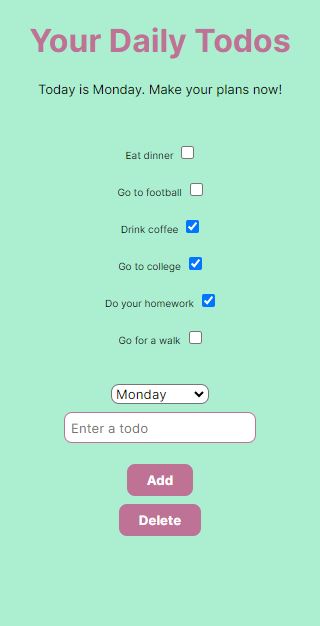 Your Daily Todos
Today is Monday. Make your plans now!
Eat dinner
Go to football
Drink coffee
Go to college
Do your homework
Go for a walk
Monday
Enter a todo
Add
Delete